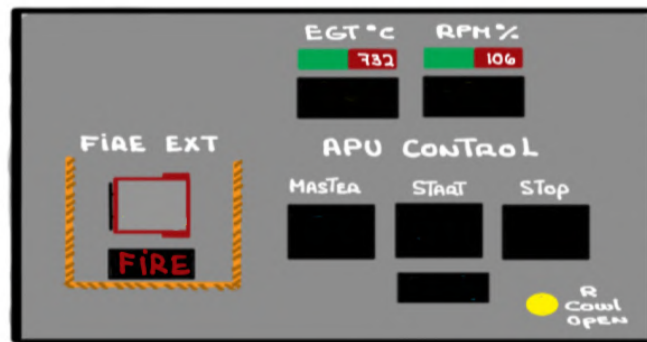 EGT °C
RPM %
732
106
FIRE EXT
APU CONTROL
MASTER
START
STOP
FIRE
R
COWL
OPEN